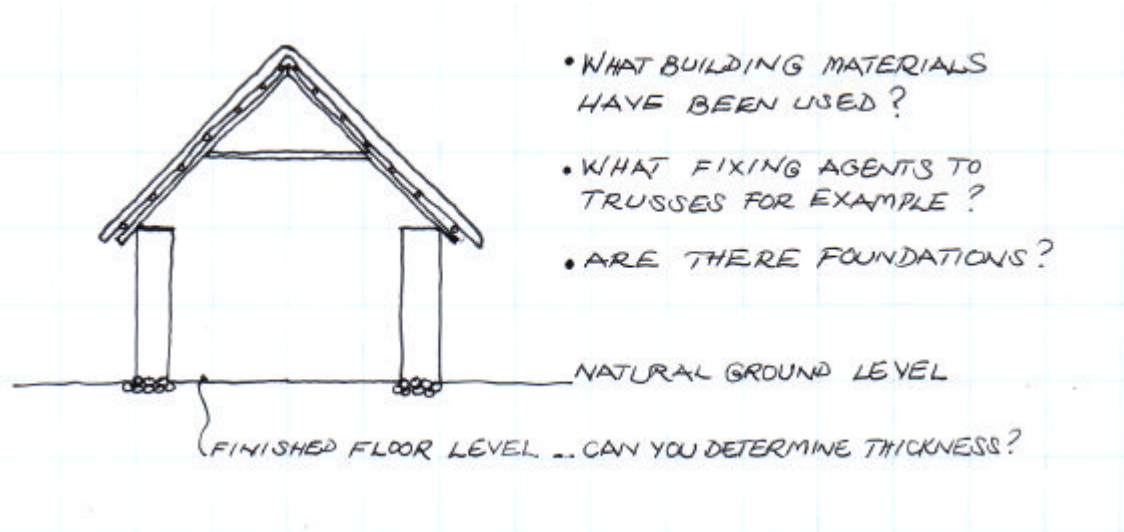 • WHAT BUILDING MATERIALS
HAVE BEEN USED?
• WHAT FIXING AGENTS TO
TRUSSES FOR EXAMPLE?
• ARE THERE FOUNDATIONS?
NATURAL GROUND LEVEL
FINISHED FLOOR LEVEL ... CAN YOU DETERMINE THICKNESS?